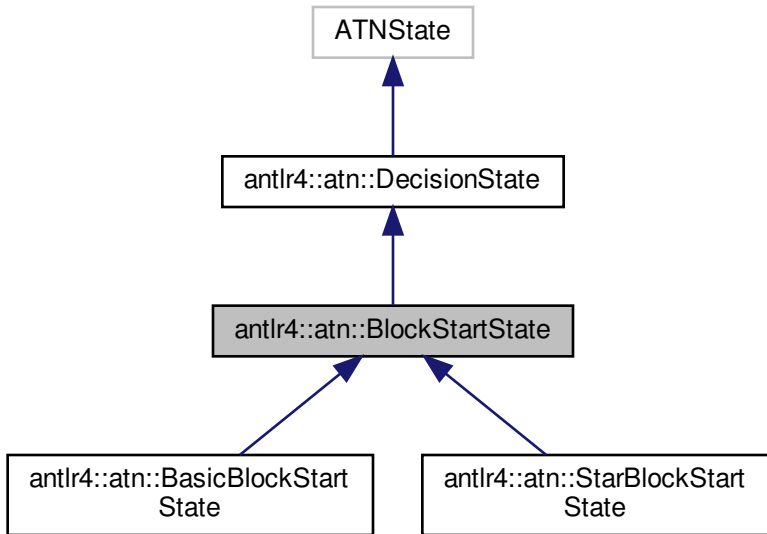 ATNState
antlr4::atn::DecisionState
antlr4::atn::BlockStartState
antlr4::atn::BasicBlockStart
State
antlr4::atn::StarBlockStart
State